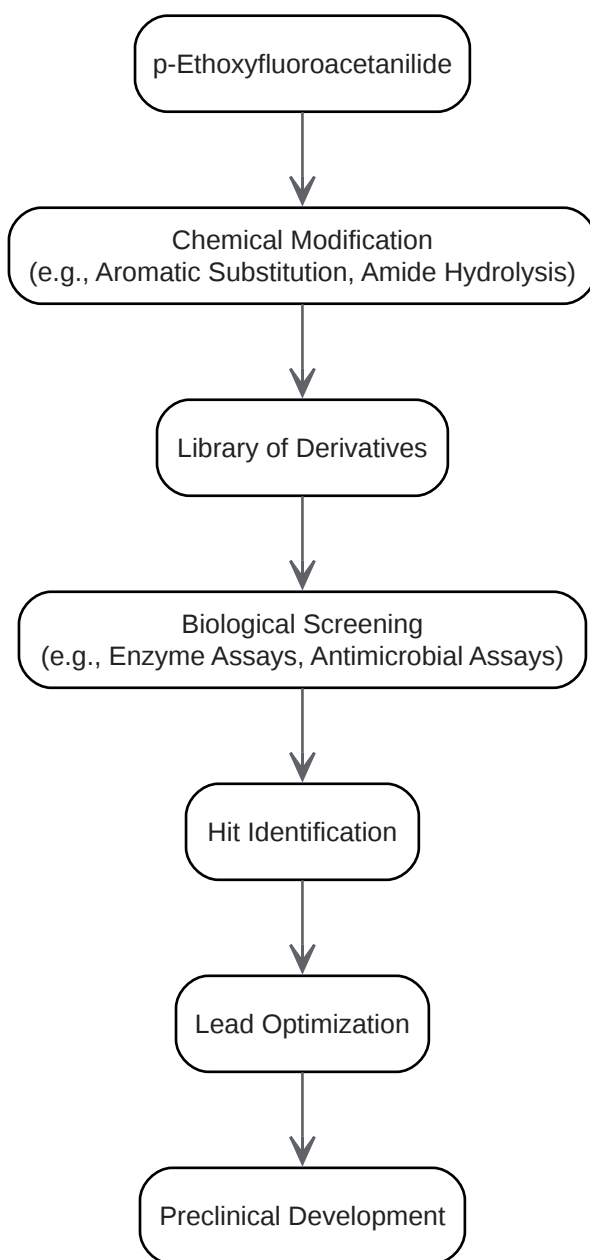 p-Ethoxyfluoroacetanilide
Chemical Modification
(e.g., Aromatic Substitution, Amide Hydrolysis)
Library of Derivatives
Biological Screening
(e.g., Enzyme Assays, Antimicrobial Assays)
Hit Identification
Lead Optimization
Preclinical Development